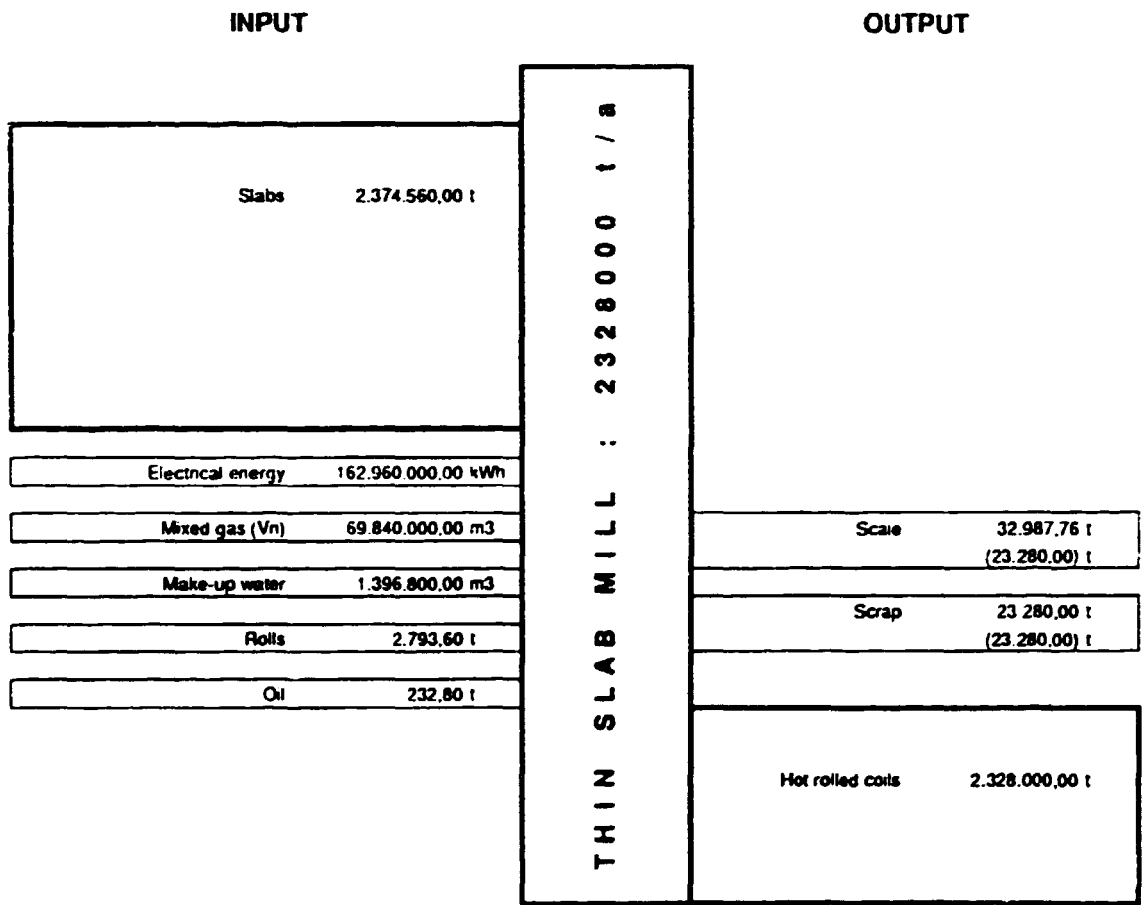 INPUT
OUTPUT
THIN SLAB MILL : 2328000 t/a
Slabs 2.374.560,00 t
Electrical energy 162.960.000,00 kWh
Mixed gas (Vn) 69.840.000,00 m3
Make-up water 1.396.800,00 m3
Rolls 2.793,60 t
Oil 232,80 t
Scale 32.987,76 t
(23.280,00) t
Scrap 23.280,00 t
(23.280,00) t
Hot rolled coils 2.328.000,00 t